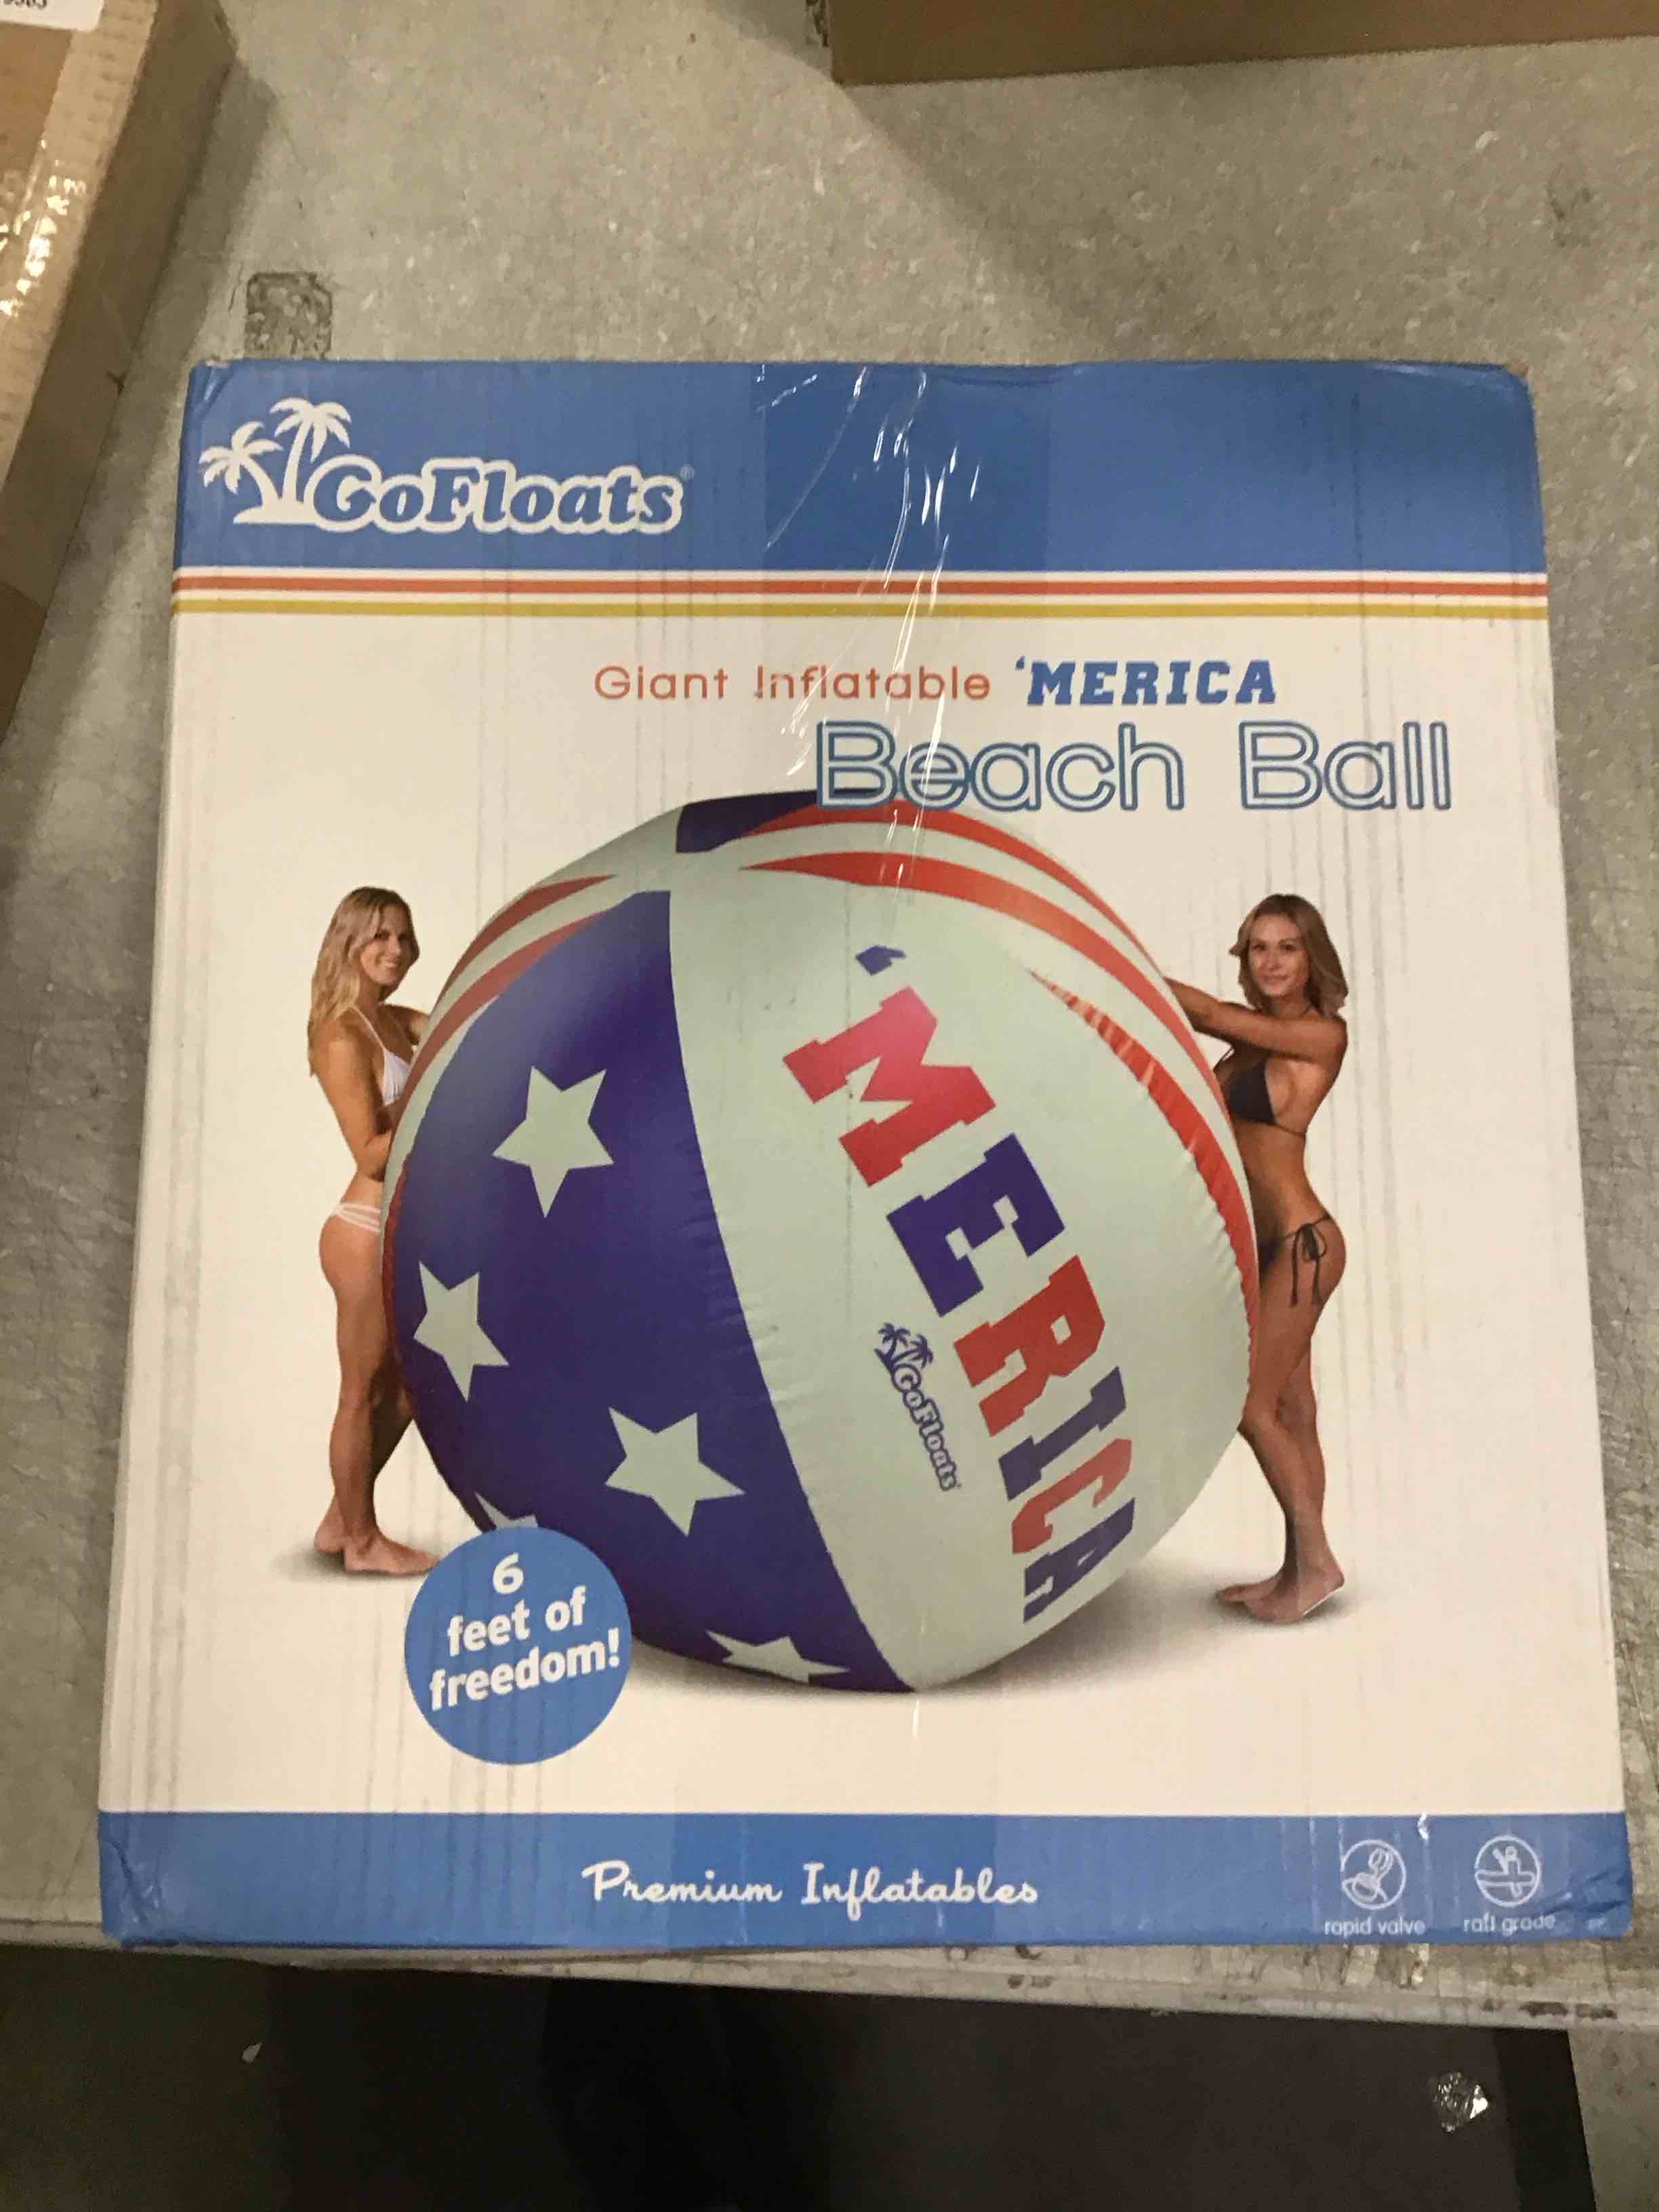 GoFloats®
Giant Inflatable ‘MERICA
Beach Ball
‘MERICA
GoFloats
6
feet of
freedom!
Premium Inflatables
rapid valve
raft grade